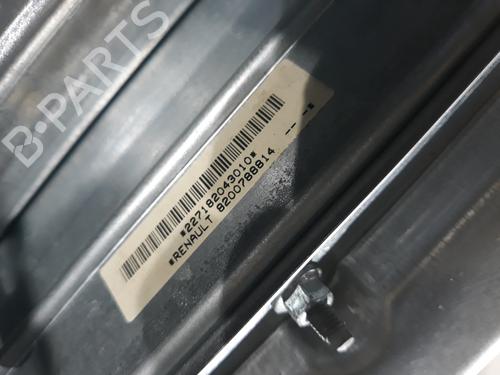 B-PARTS
*227182043010*
*RENAULT 8200788814 -- -*